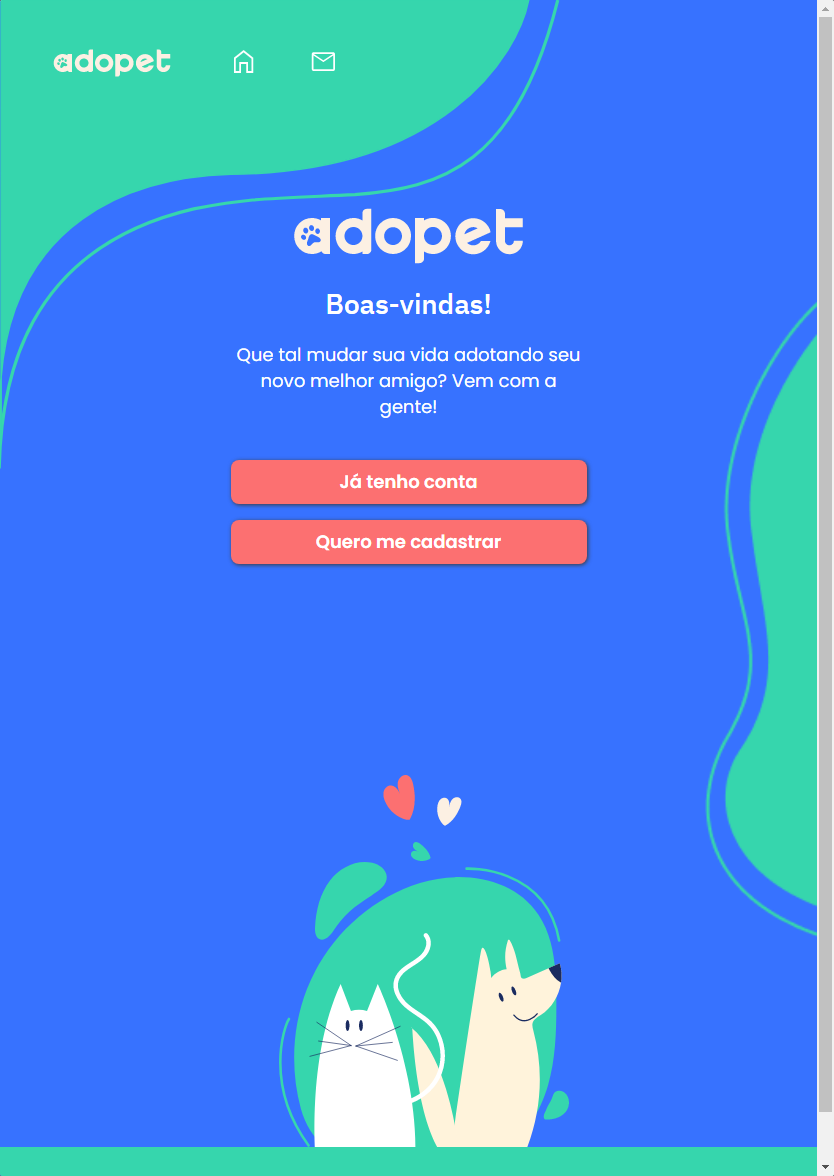 adopet
adopet
Boas-vindas!
Que tal mudar sua vida adotando seu
novo melhor amigo? Vem com a
gente!
Já tenho conta
Quero me cadastrar